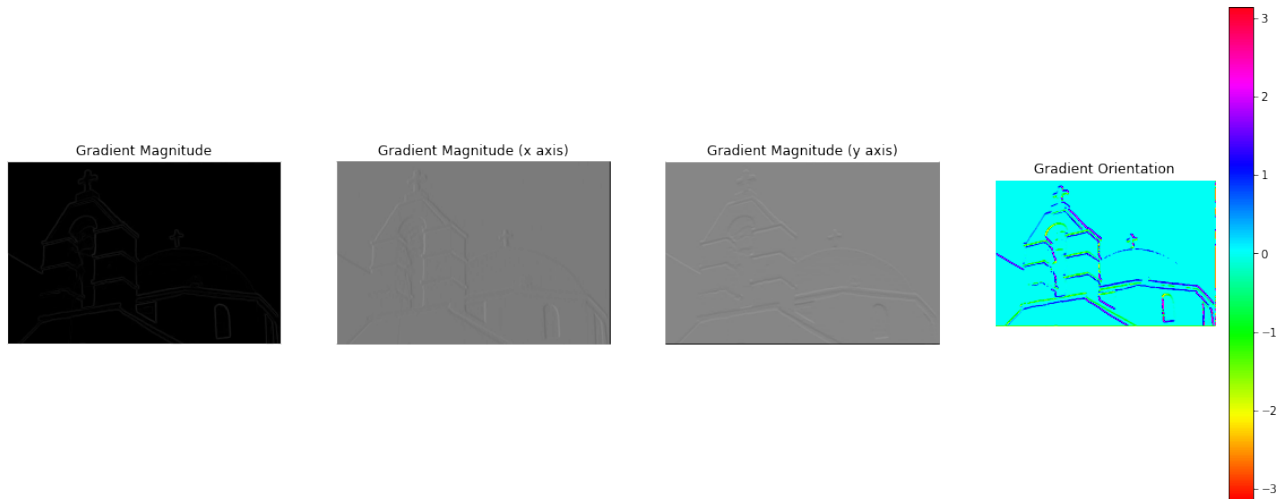 Gradient Magnitude
Gradient Magnitude (x axis)
Gradient Magnitude (y axis)
Gradient Orientation
3
2
1
0
−1
−2
−3